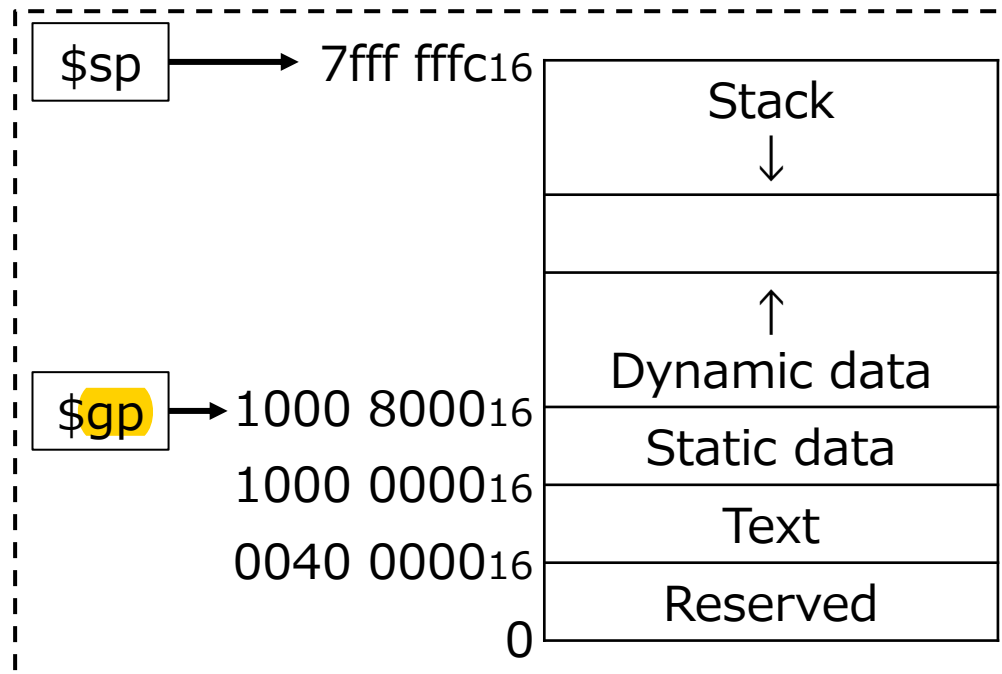 $sp 7fff fffc16
Stack
↓
↑
Dynamic data
$gp 1000 800016
Static data
1000 000016
Text
0040 000016
Reserved
0